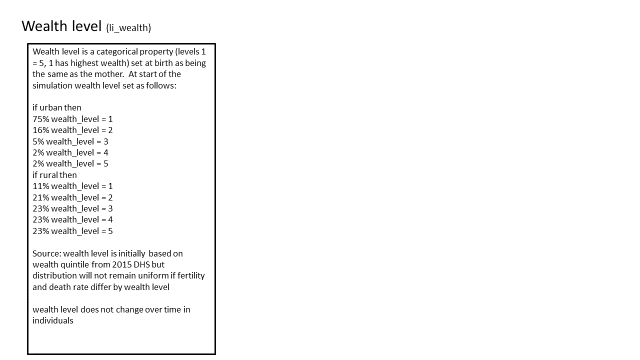 Wealth level (li_wealth)
Wealth level is a categorical property (levels 1
= 5, 1 has highest wealth) set at birth as being
the same as the mother. At start of the
simulation wealth level set as follows:
if urban then
75% wealth_level = 1
16% wealth_level = 2
5% wealth_level = 3
2% wealth_level = 4
2% wealth_level = 5
if rural then
11% wealth_level = 1
21% wealth_level = 2
23% wealth_level = 3
23% wealth_level = 4
23% wealth_level = 5
Source: wealth level is initially based on
wealth quintile from 2015 DHS but
distribution will not remain uniform if fertility
and death rate differ by wealth level
wealth level does not change over time in
individuals